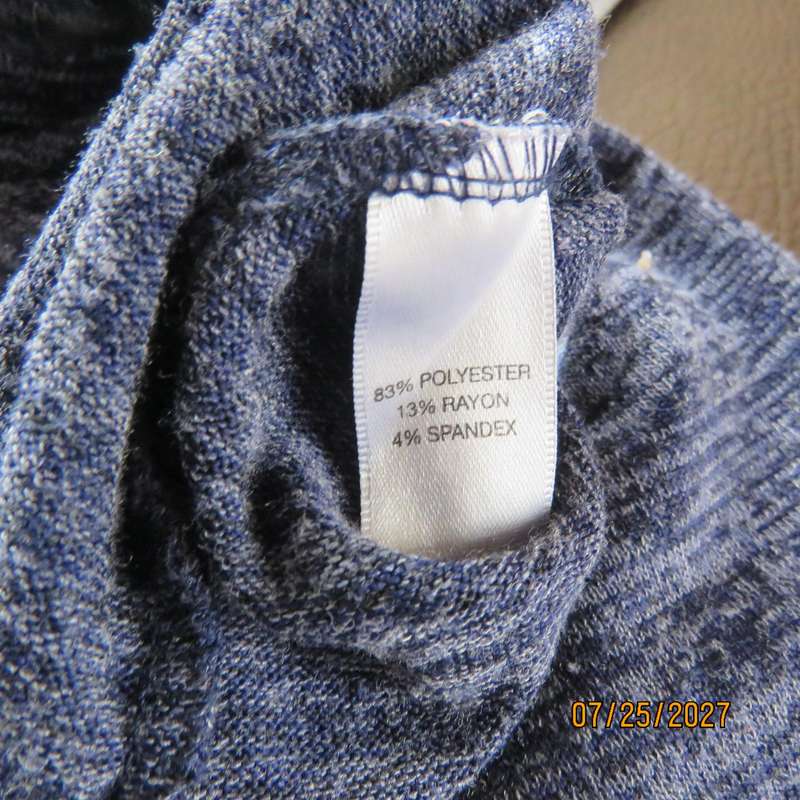 83% POLYESTER
13% RAYON
4% SPANDEX
07/25/2027